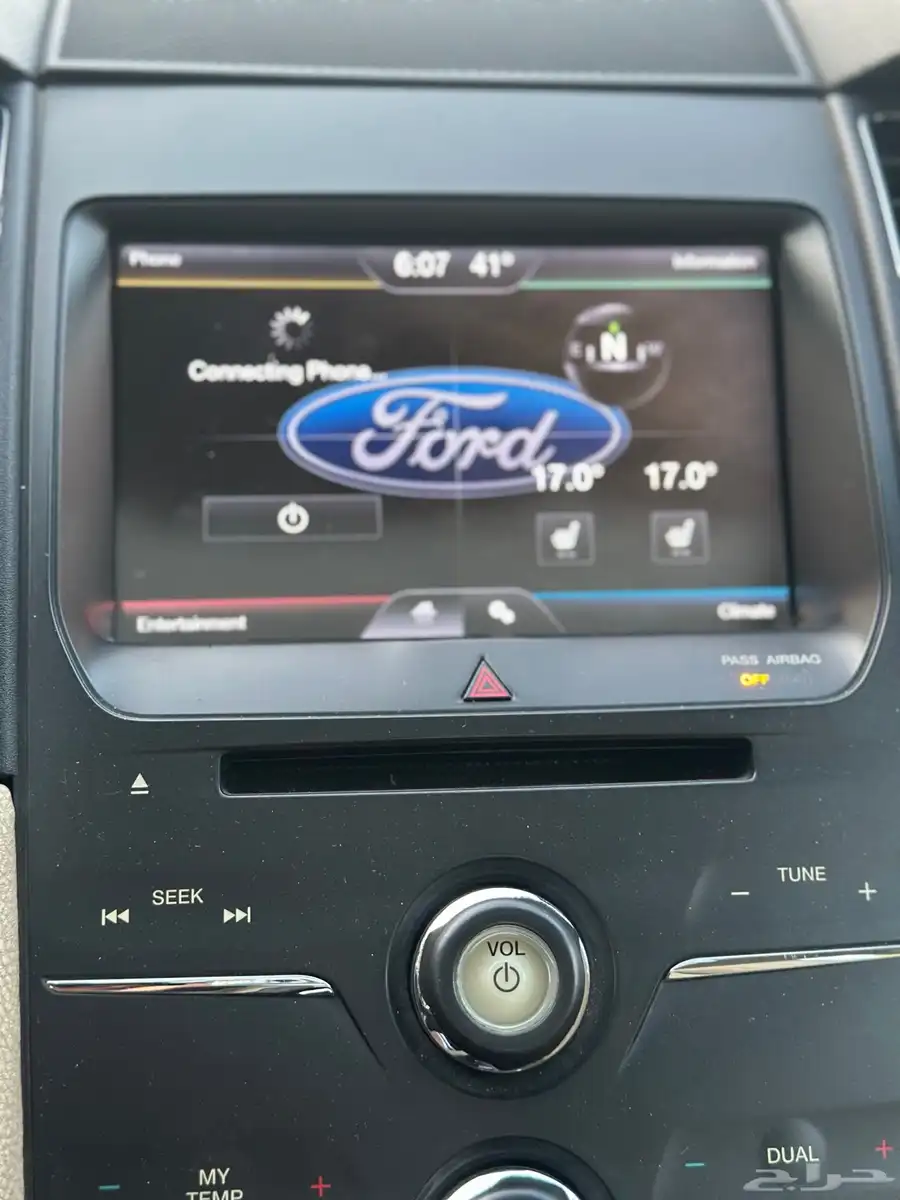 Phone 6:07 41° Information
Connecting Phone...
N
Ford
17.0° 17.0°
Entertainment Climate
PASS AIRBAG
OFF
SEEK
TUNE
− +
VOL
MY
TEMP
− +
DUAL
− +
حراج